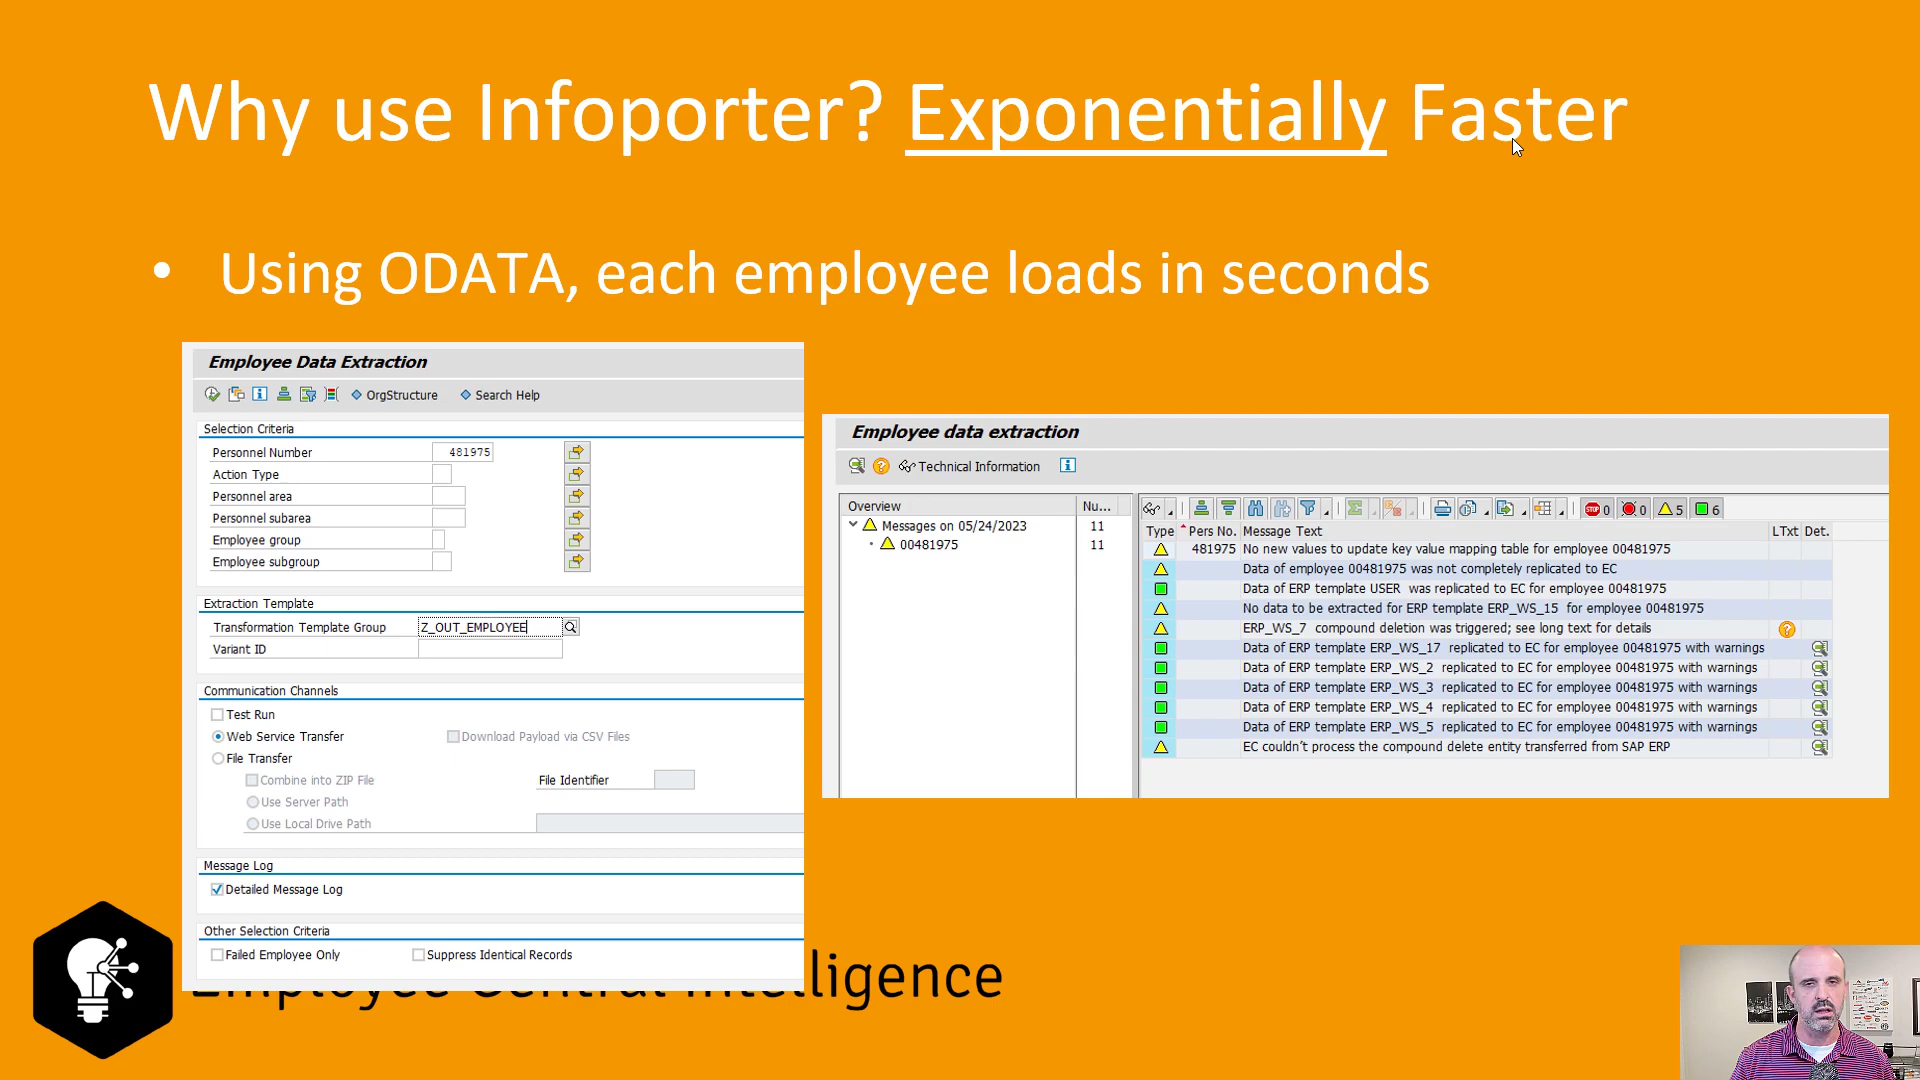 Why use Infoporter? Exponentially Faster
• Using ODATA, each employee loads in seconds
Employee Data Extraction
OrgStructure Search Help
Selection Criteria
Personnel Number 481975
Action Type
Personnel area
Personnel subarea
Employee group
Employee subgroup
Extraction Template
Transformation Template Group Z_OUT_EMPLOYEE
Variant ID
Communication Channels
Test Run
Web Service Transfer Download Payload via CSV Files
File Transfer
Combine into ZIP File File Identifier
Use Server Path
Use Local Drive Path
Message Log
Detailed Message Log
Other Selection Criteria
Failed Employee Only Suppress Identical Records
Employee data extraction
Technical Information
Overview Nu...
Messages on 05/24/2023 11
00481975 11
STOP 0 0 5 6
Type Pers No. Message Text LTxt Det.
481975 No new values to update key value mapping table for employee 00481975
Data of employee 00481975 was not completely replicated to EC
Data of ERP template USER was replicated to EC for employee 00481975
No data to be extracted for ERP template ERP_WS_15 for employee 00481975
ERP_WS_7 compound deletion was triggered; see long text for details
Data of ERP template ERP_WS_17 replicated to EC for employee 00481975 with warnings
Data of ERP template ERP_WS_2 replicated to EC for employee 00481975 with warnings
Data of ERP template ERP_WS_3 replicated to EC for employee 00481975 with warnings
Data of ERP template ERP_WS_4 replicated to EC for employee 00481975 with warnings
Data of ERP template ERP_WS_5 replicated to EC for employee 00481975 with warnings
EC couldn't process the compound delete entity transferred from SAP ERP
Employee Central Intelligence